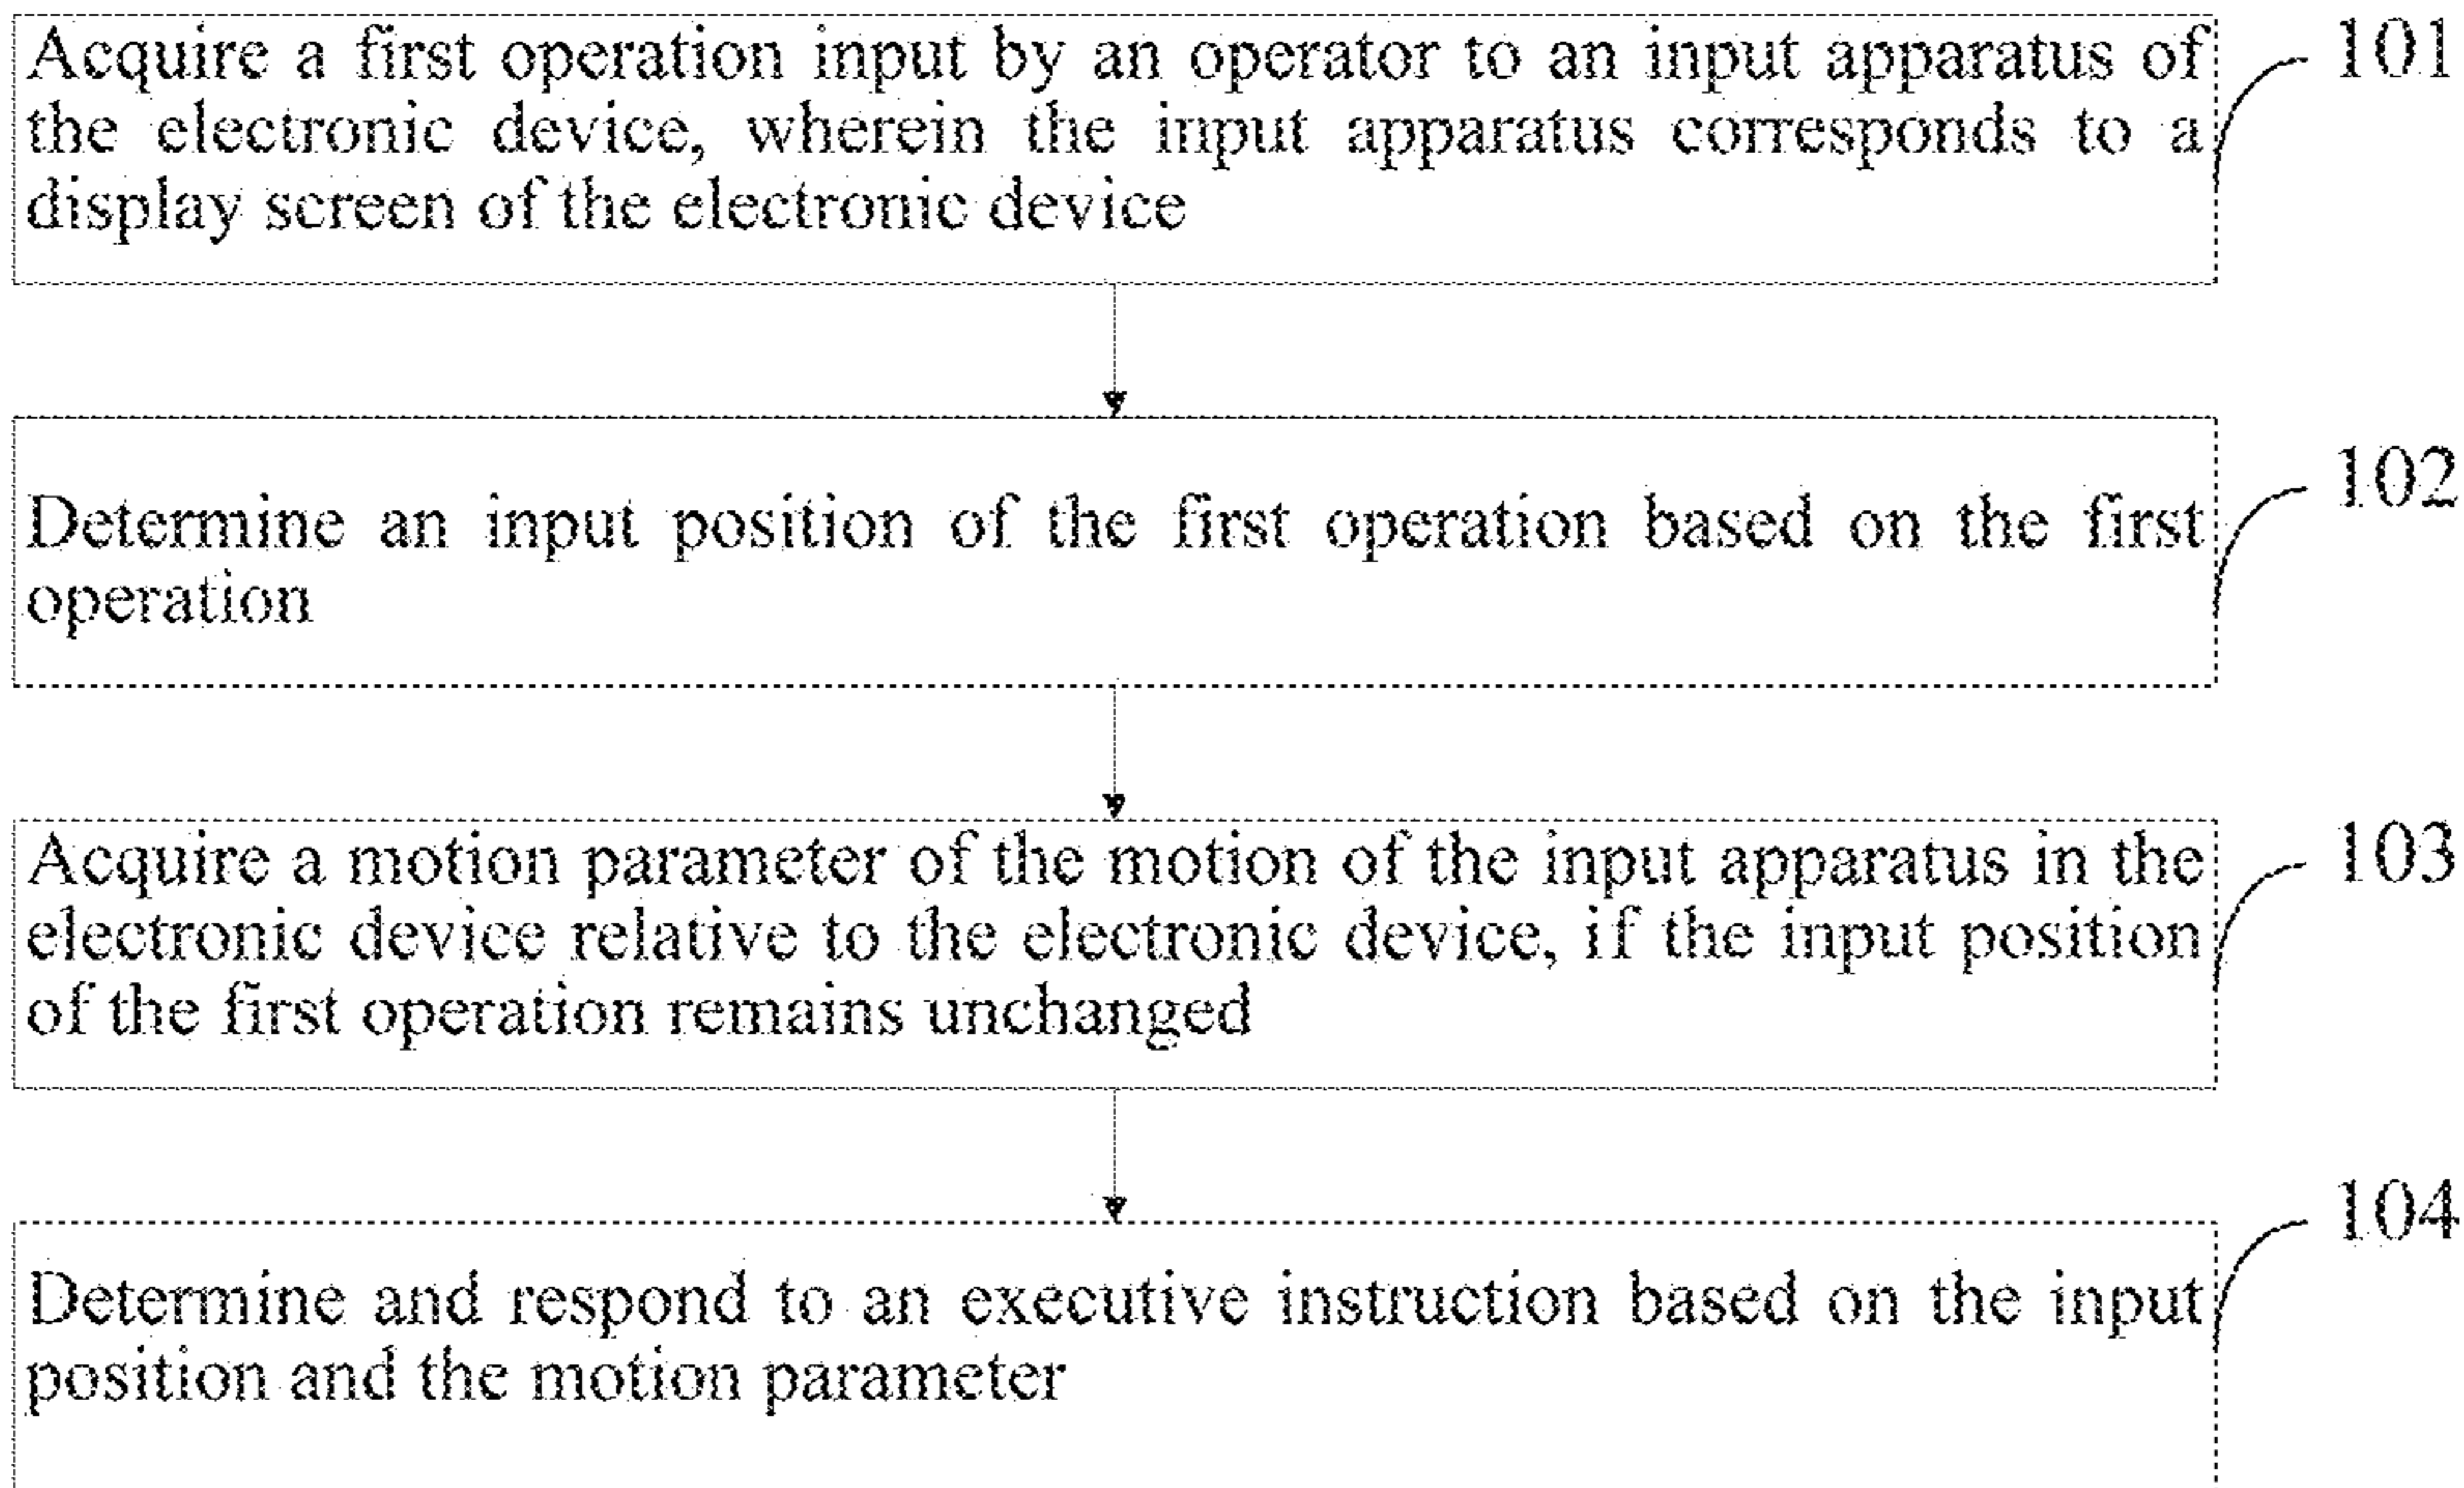 Acquire a first operation input by an operator to an input apparatus of 101
the electronic device, wherein the input apparatus corresponds to a
display screen of the electronic device
102
Determine an input position of the first operation based on the first
operation
Acquire a motion parameter of the motion of the input apparatus in the 103
electronic device relative to the electronic device, if the input position
of the first operation remains unchanged
104
Determine and respond to an executive instruction based on the input
position and the motion parameter